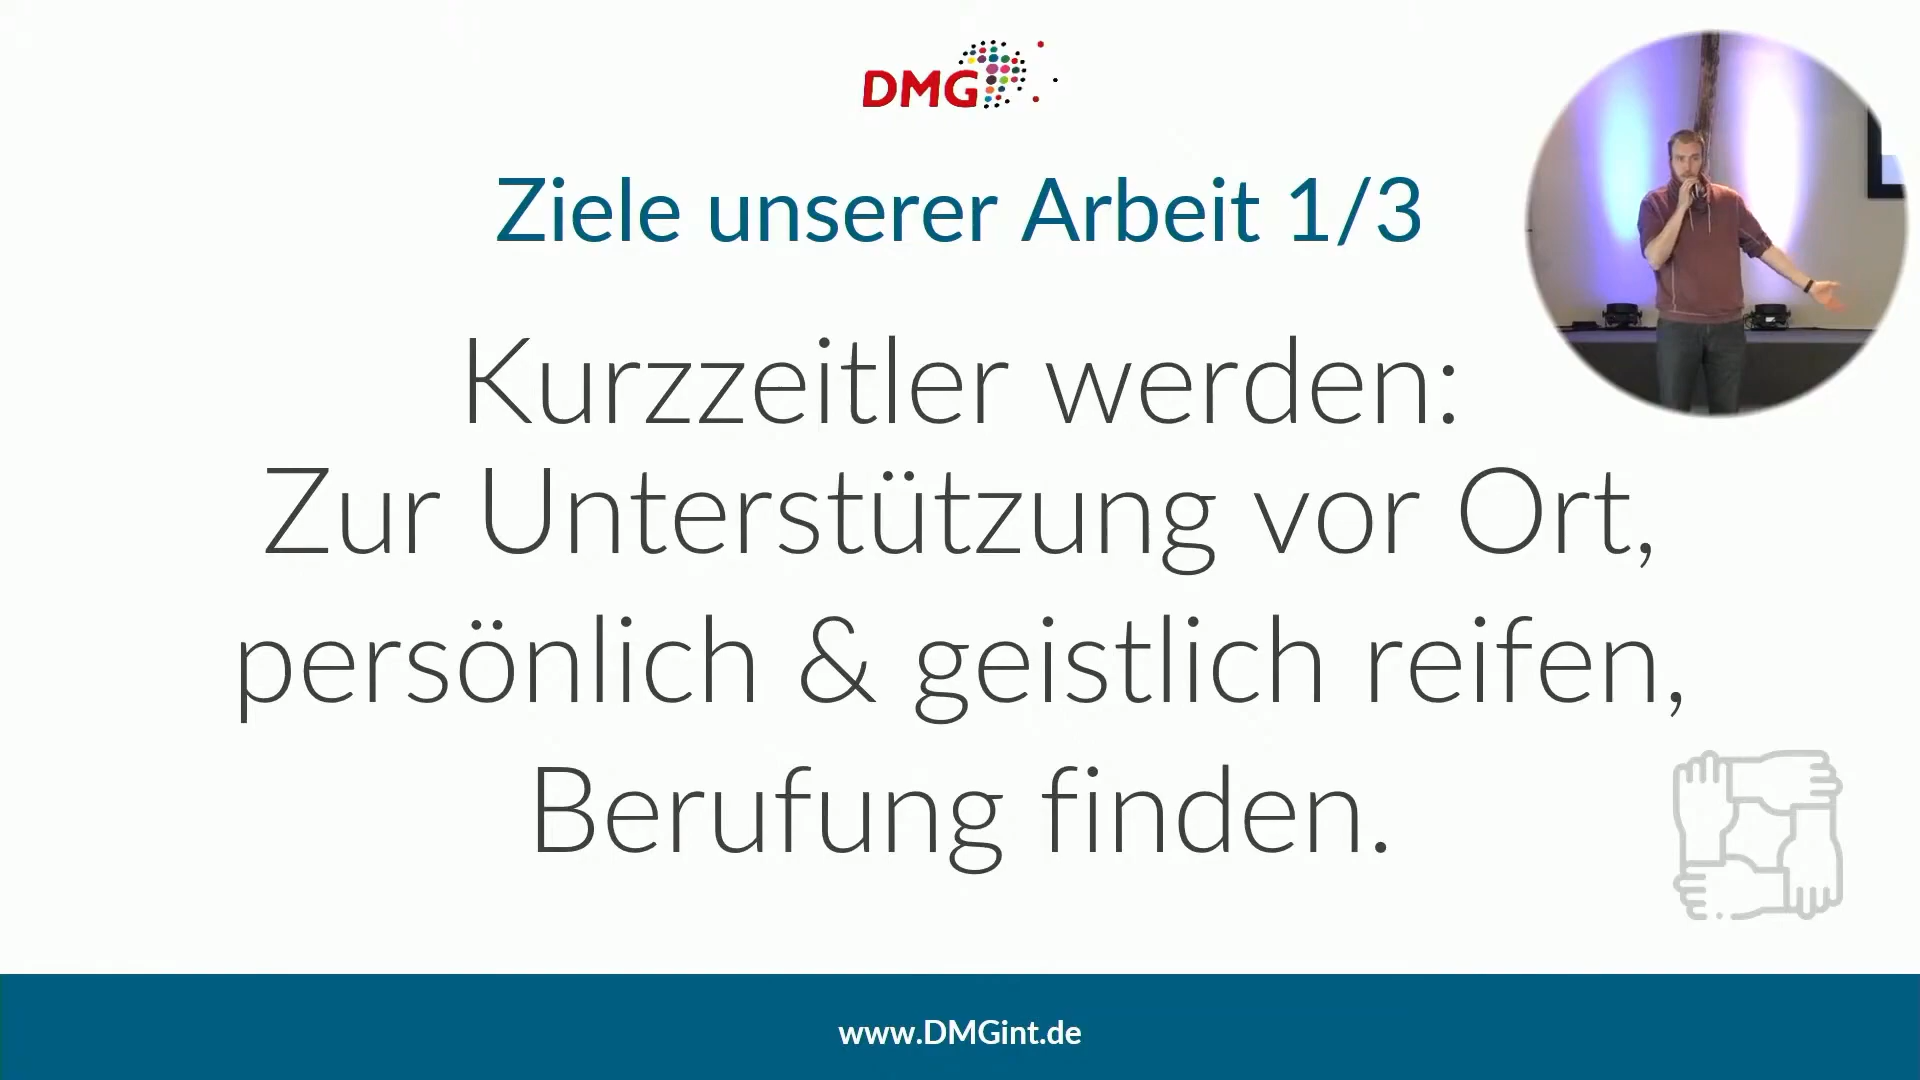 DMG
Ziele unserer Arbeit 1/3
Kurzzeitler werden:
Zur Unterstützung vor Ort,
persönlich & geistlich reifen,
Berufung finden.
www.DMGint.de